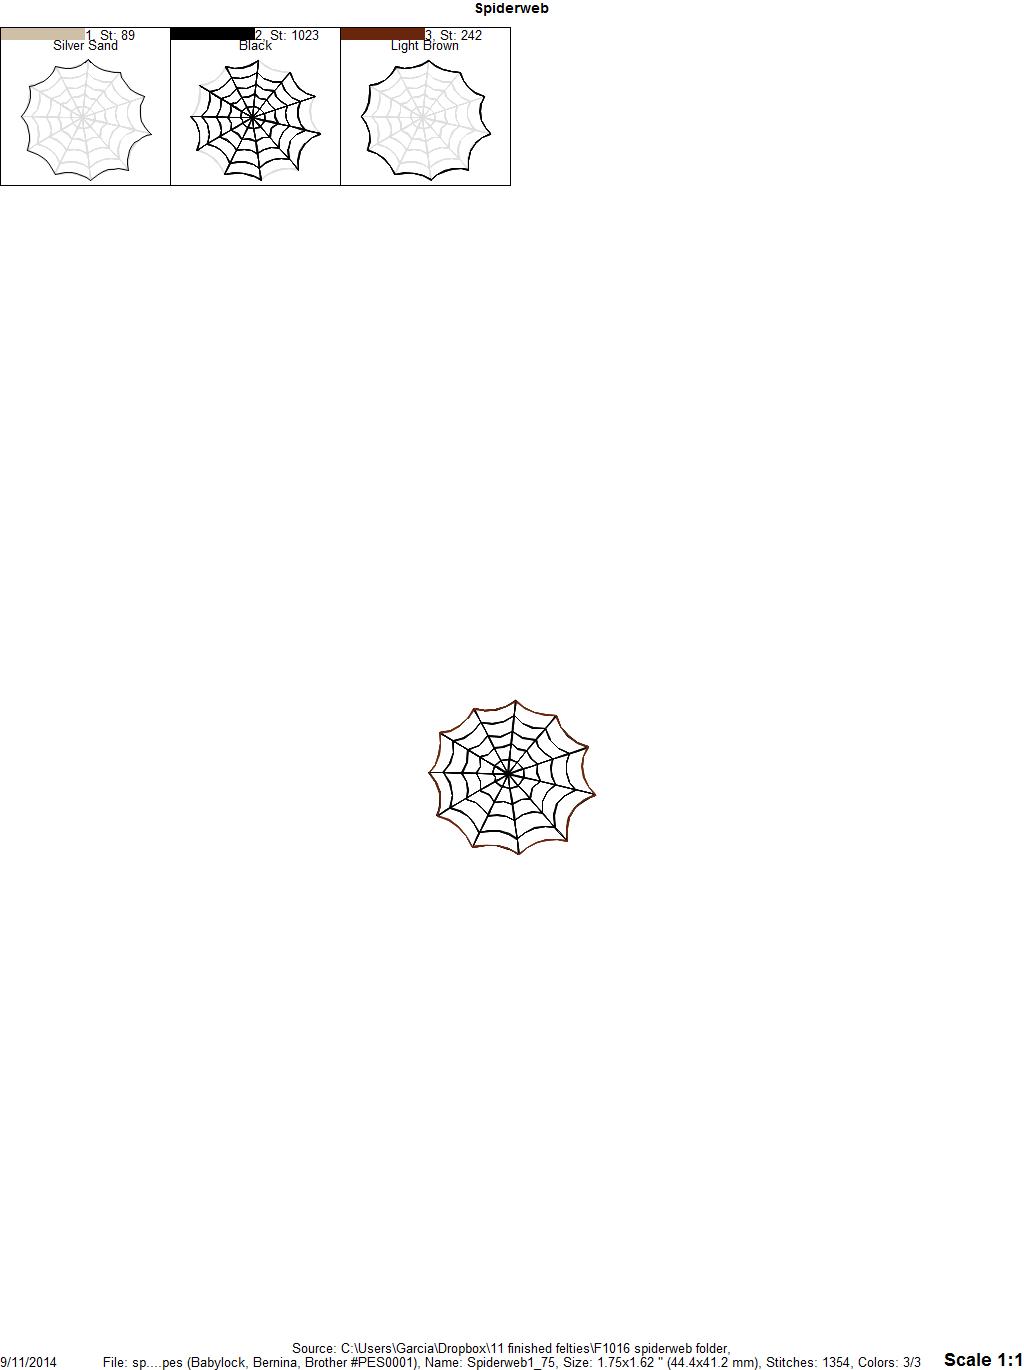 Spiderweb
1, St: 89
Silver Sand
2, St: 1023
Black
3, St: 242
Light Brown
Source: C:\Users\Garcia\Dropbox\11 finished felties\F1016 spiderweb folder,
9/11/2014 File: sp....pes (Babylock, Bernina, Brother #PES0001), Name: Spiderweb1_75, Size: 1.75x1.62 " (44.4x41.2 mm), Stitches: 1354, Colors: 3/3 Scale 1:1